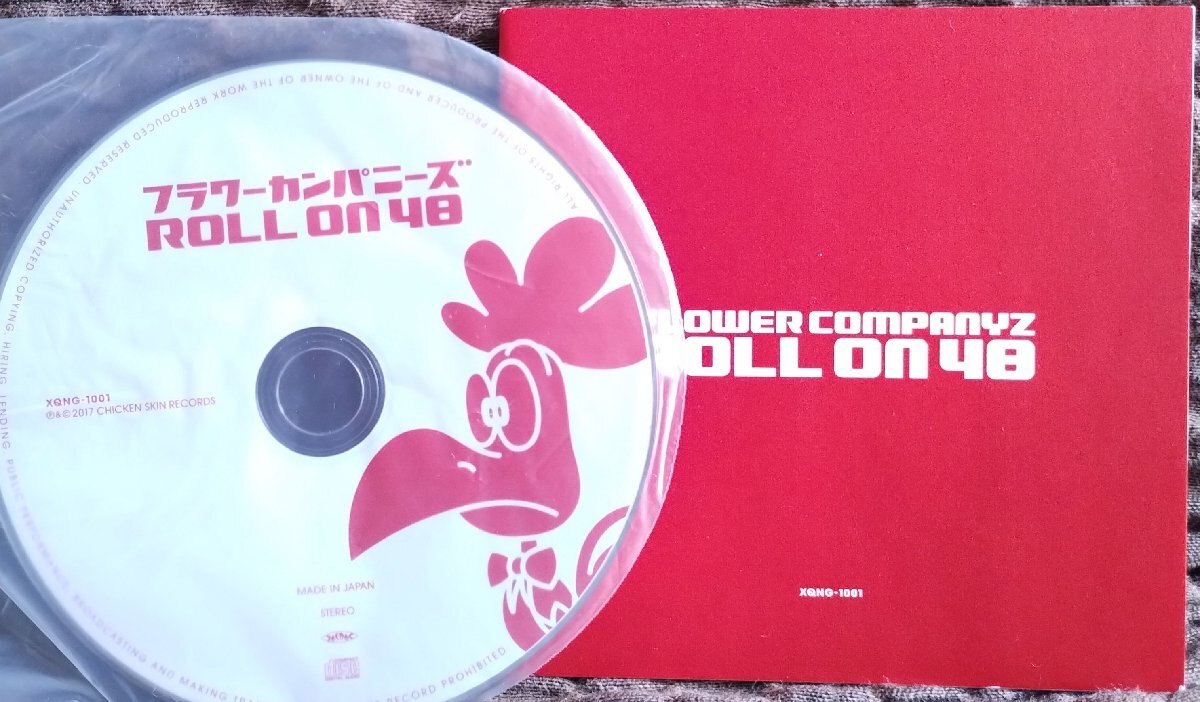 フラワーカンパニーズ
ROLL ON 48
XQNG-1001
℗&© 2017 CHICKEN SKIN RECORDS
MADE IN JAPAN
STEREO
ALL RIGHTS OF THE PRODUCER AND OF THE OWNER OF THE WORK REPRODUCED RESERVED. UNAUTHORIZED COPYING, HIRING, LENDING, PUBLIC PERFORMANCE, BROADCASTING AND MAKING RECORD PROHIBITED
LOWER COMPANYZ
OLL ON 48
XQNG-1001